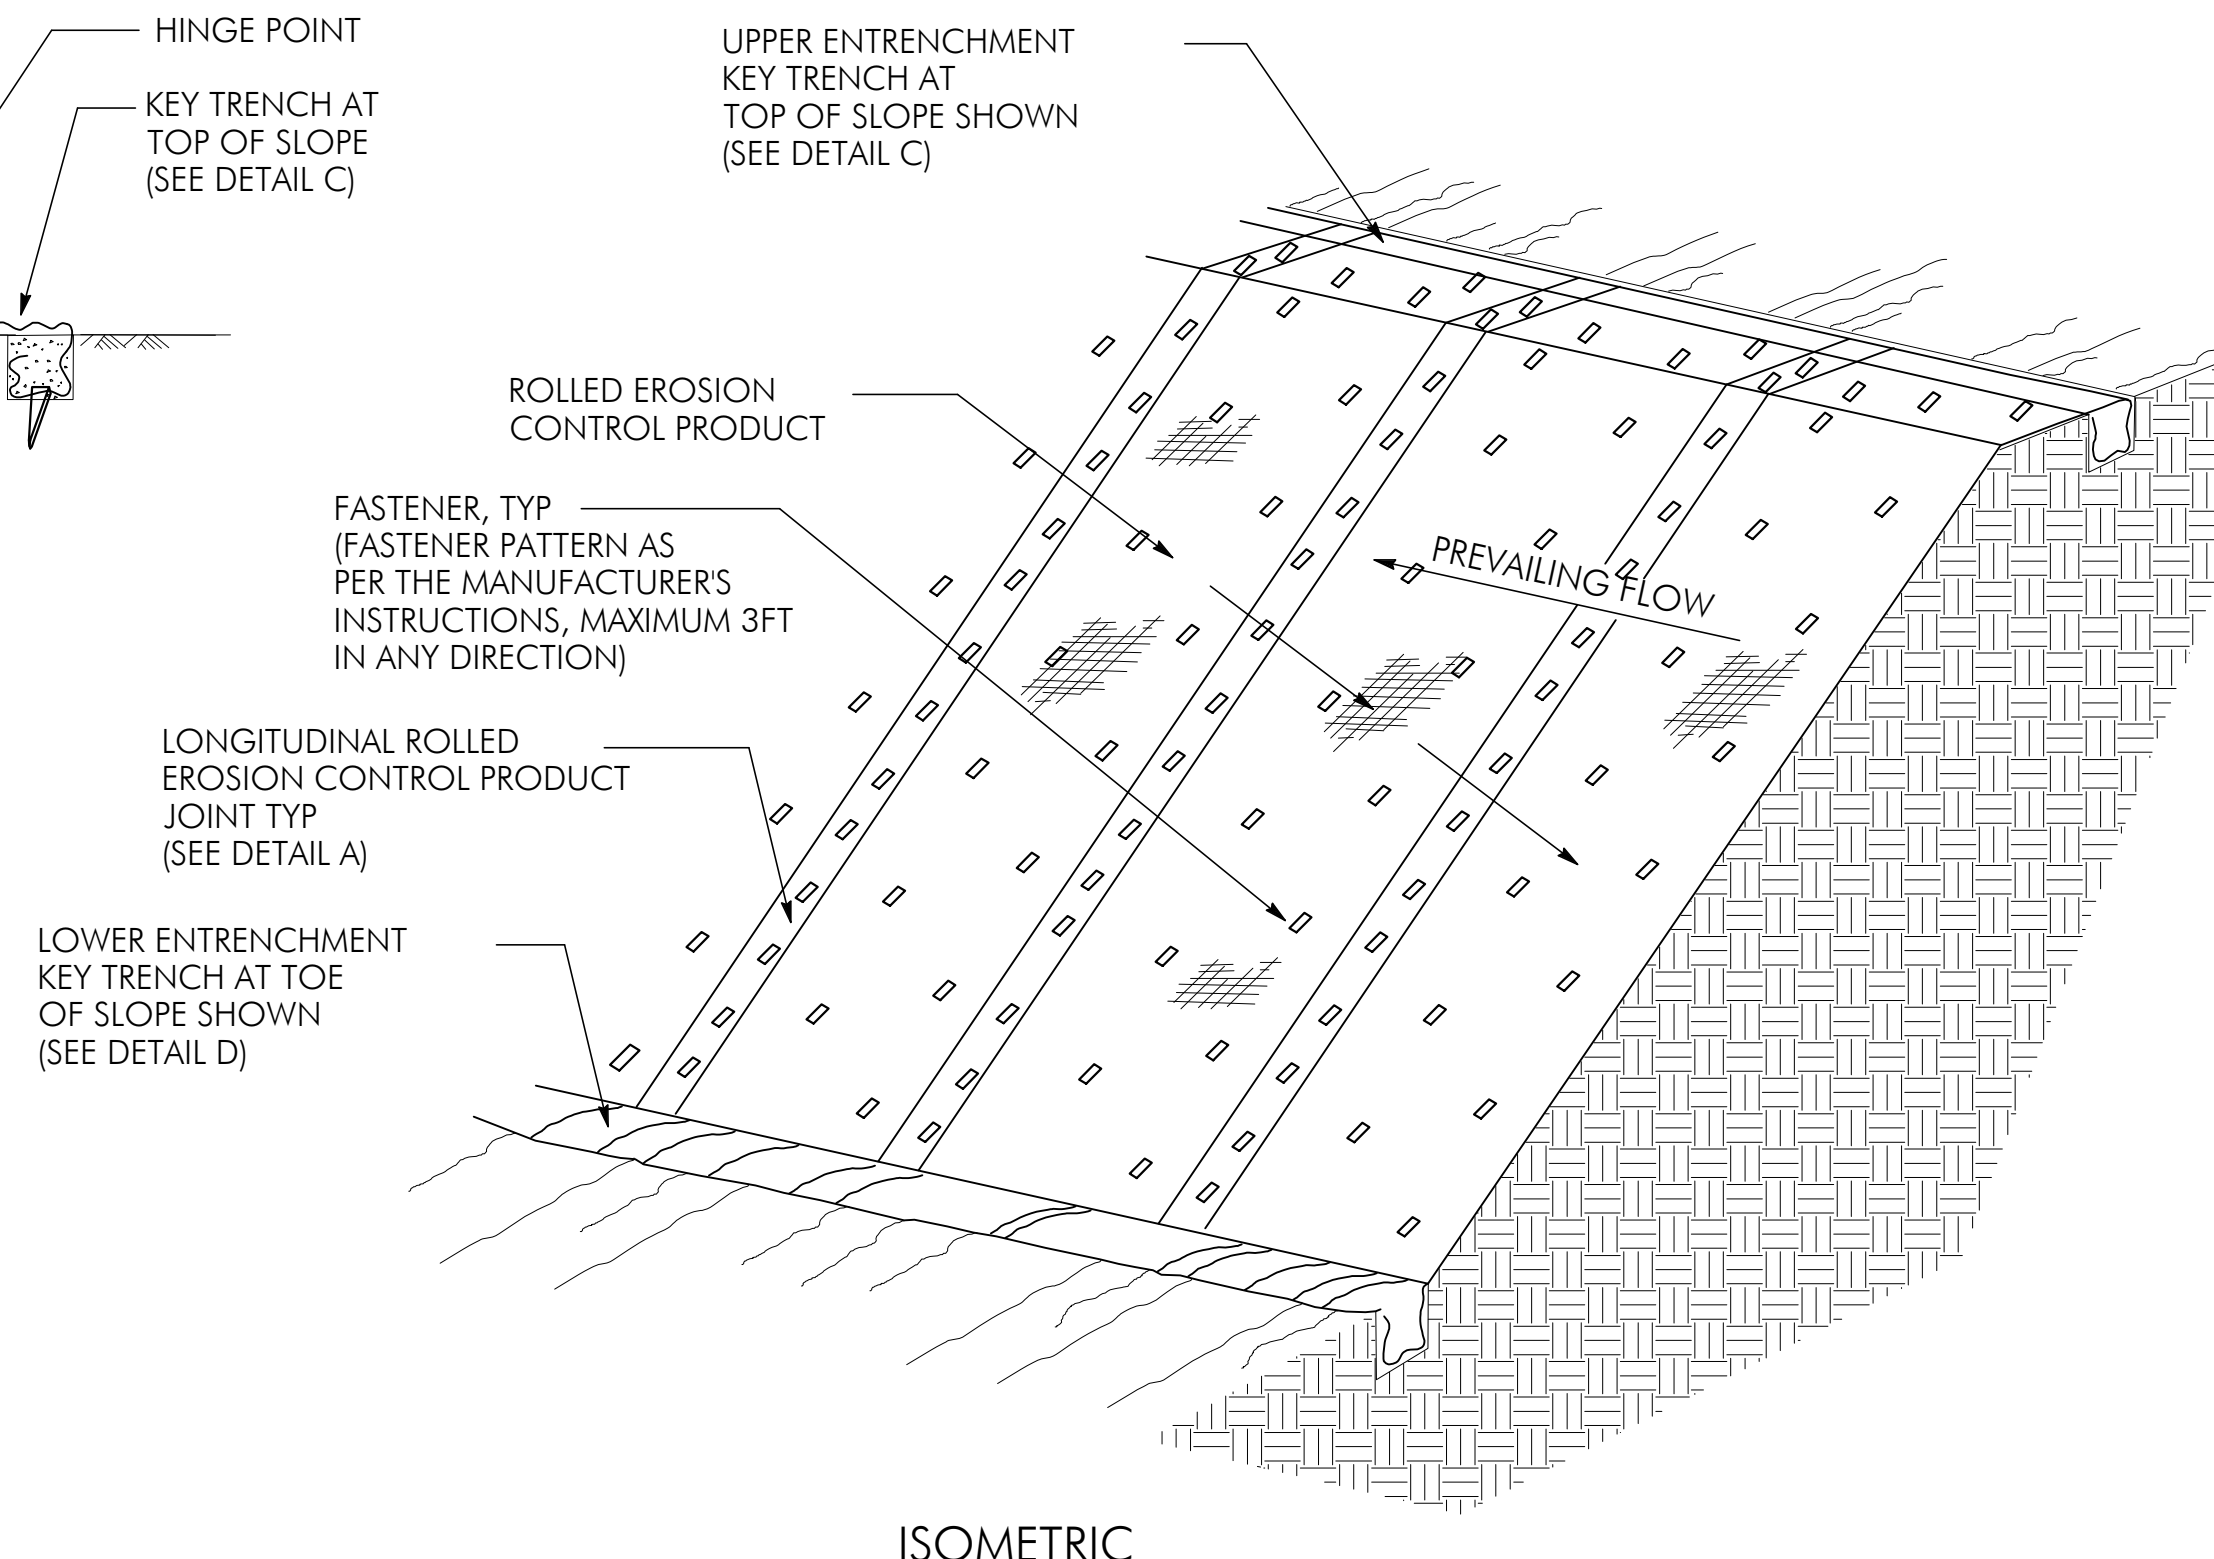 HINGE POINT
KEY TRENCH AT
TOP OF SLOPE
(SEE DETAIL C)
UPPER ENTRENCHMENT
KEY TRENCH AT
TOP OF SLOPE SHOWN
(SEE DETAIL C)
ROLLED EROSION
CONTROL PRODUCT
FASTENER, TYP
(FASTENER PATTERN AS
PER THE MANUFACTURER'S
INSTRUCTIONS, MAXIMUM 3FT
IN ANY DIRECTION)
PREVAILING FLOW
LONGITUDINAL ROLLED
EROSION CONTROL PRODUCT
JOINT TYP
(SEE DETAIL A)
LOWER ENTRENCHMENT
KEY TRENCH AT TOE
OF SLOPE SHOWN
(SEE DETAIL D)
ISOMETRIC